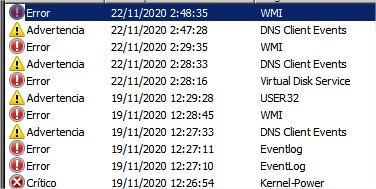 Error 22/11/2020 2:48:35 WMI
Advertencia 22/11/2020 2:47:28 DNS Client Events
Error 22/11/2020 2:29:35 WMI
Advertencia 22/11/2020 2:28:33 DNS Client Events
Error 22/11/2020 2:28:16 Virtual Disk Service
Advertencia 19/11/2020 12:29:28 USER32
Error 19/11/2020 12:28:45 WMI
Advertencia 19/11/2020 12:27:33 DNS Client Events
Error 19/11/2020 12:27:11 Eventlog
Error 19/11/2020 12:27:10 EventLog
Crítico 19/11/2020 12:26:54 Kernel-Power